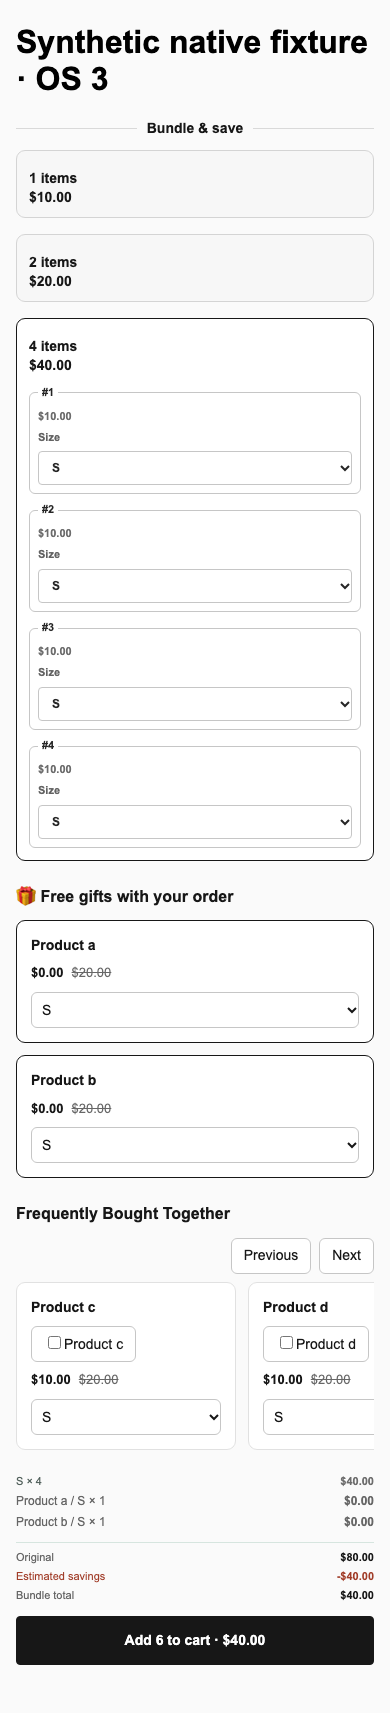 Synthetic native fixture
· OS 3
Bundle & save
1 items
$10.00
2 items
$20.00
4 items
$40.00
#1
$10.00
Size
S
#2
$10.00
Size
S
#3
$10.00
Size
S
#4
$10.00
Size
S
🎁 Free gifts with your order
Product a
$0.00 $20.00
S
Product b
$0.00 $20.00
S
Frequently Bought Together
Previous Next
Product c
Product c
$10.00 $20.00
S
Product d
Product d
$10.00 $20.00
S
S × 4 $40.00
Product a / S × 1 $0.00
Product b / S × 1 $0.00
Original $80.00
Estimated savings -$40.00
Bundle total $40.00
Add 6 to cart · $40.00